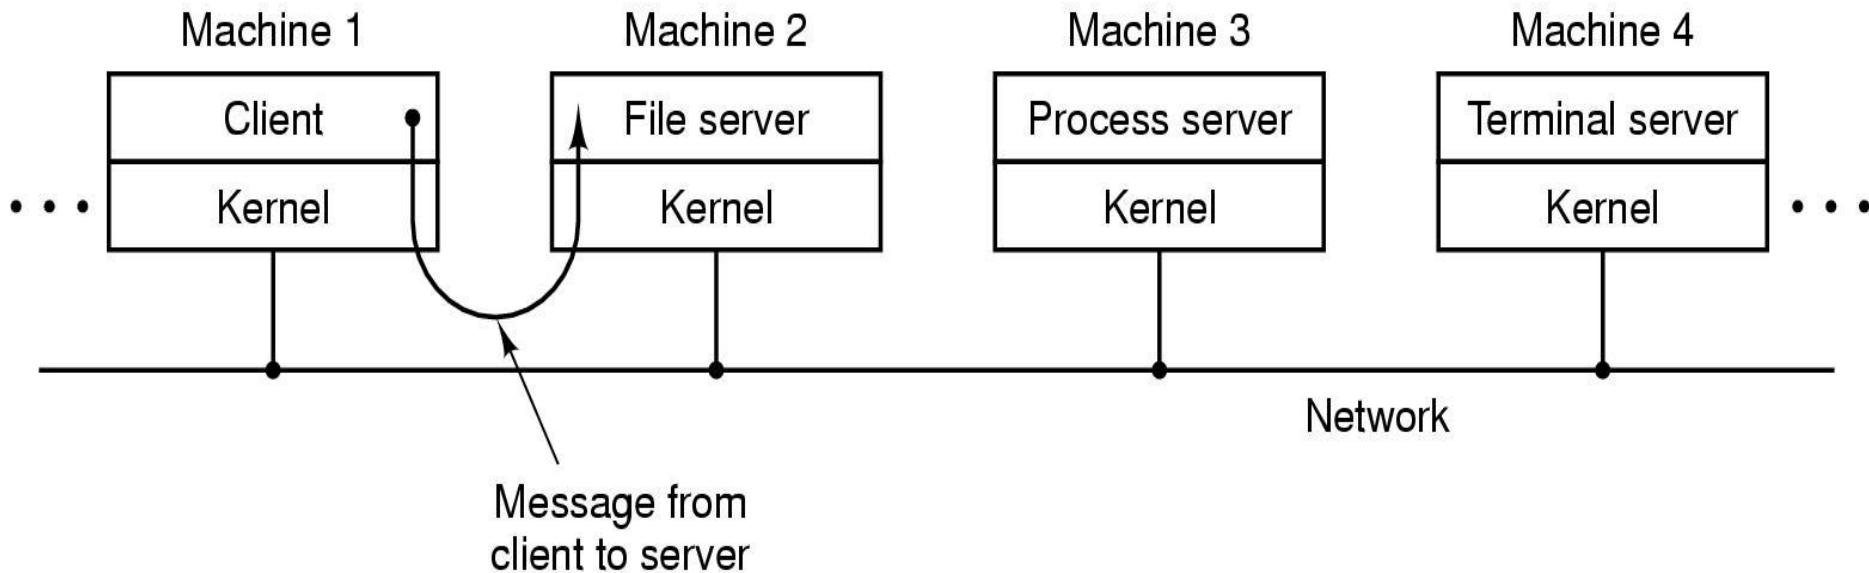 Machine 1
Machine 2
Machine 3
Machine 4
Client
File server
Process server
Terminal server
Kernel
Kernel
Kernel
Kernel
Network
Message from
client to server